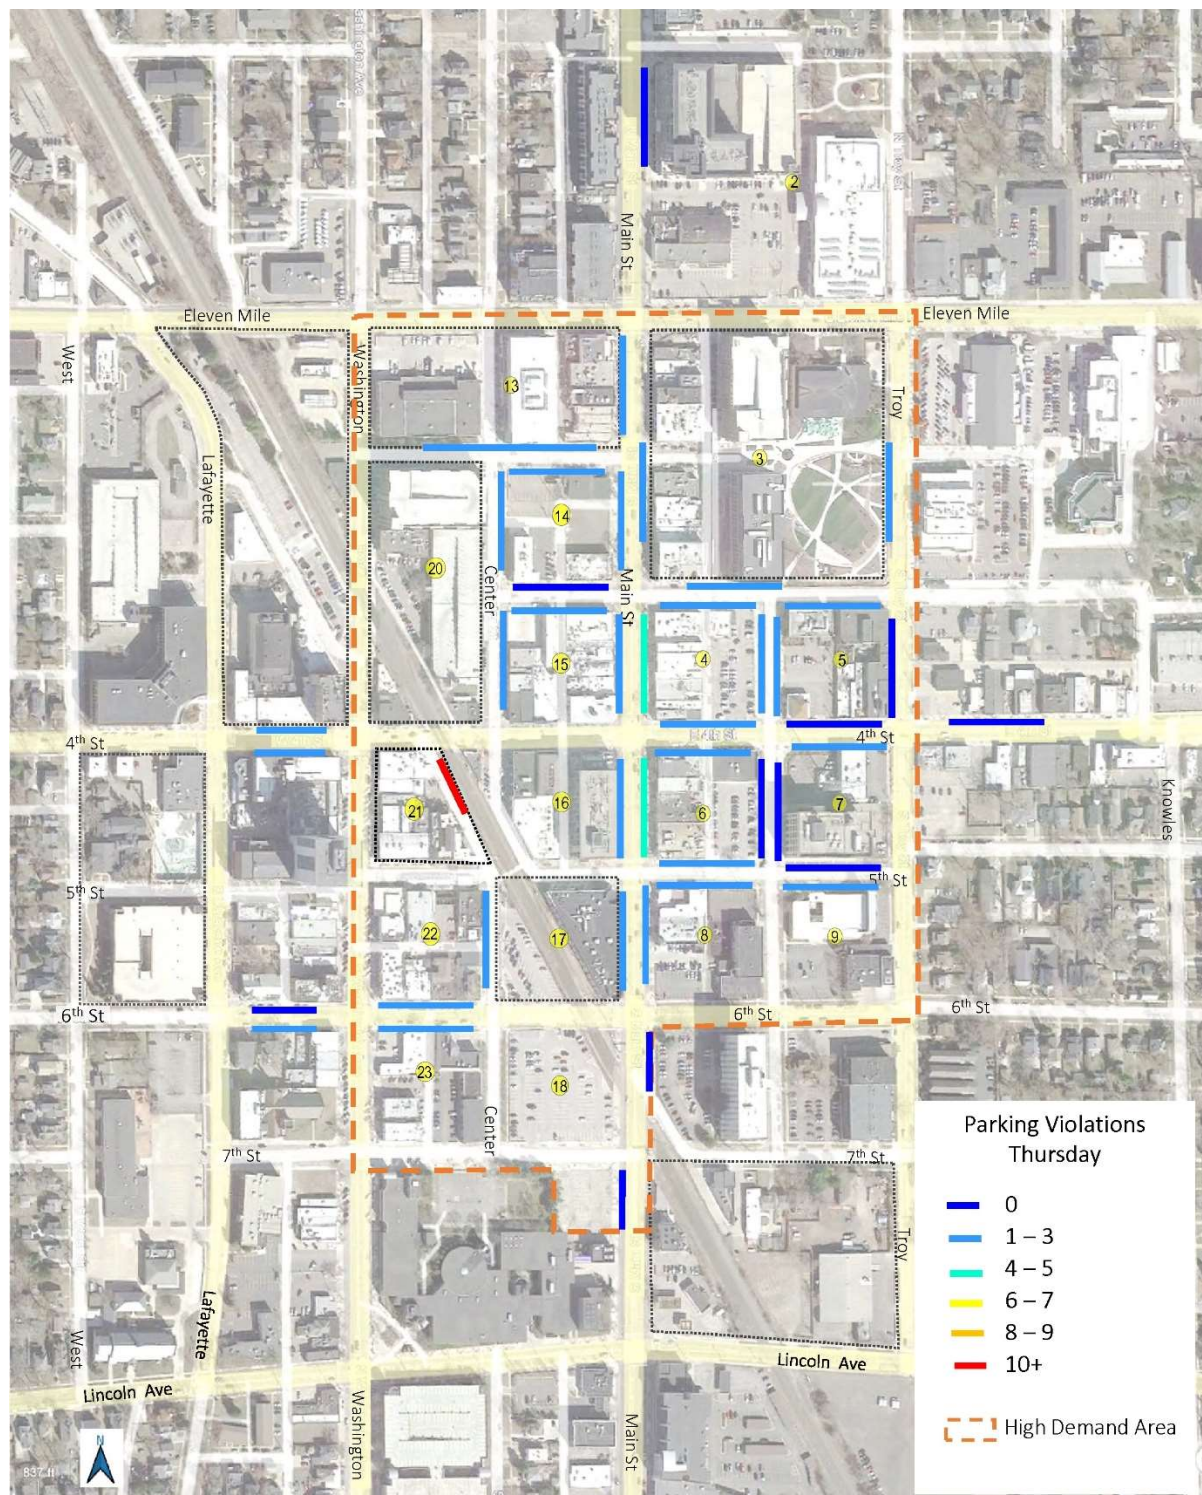 2
Main St
Eleven Mile
Eleven Mile
West
Washington
13
Troy
Lafayette
3
14
20
Center
Main St
4
5
15
4th St
4th St
21
16
6
7
Knowles
5th St
5th St
22
17
8
9
6th St
6th St
6th St
23
18
Center
7th St
7th St
Troy
West
Lafayette
Lincoln Ave
Lincoln Ave
Washington
Main St
N
837 ft
Parking Violations
Thursday
0
1 – 3
4 – 5
6 – 7
8 – 9
10+
High Demand Area